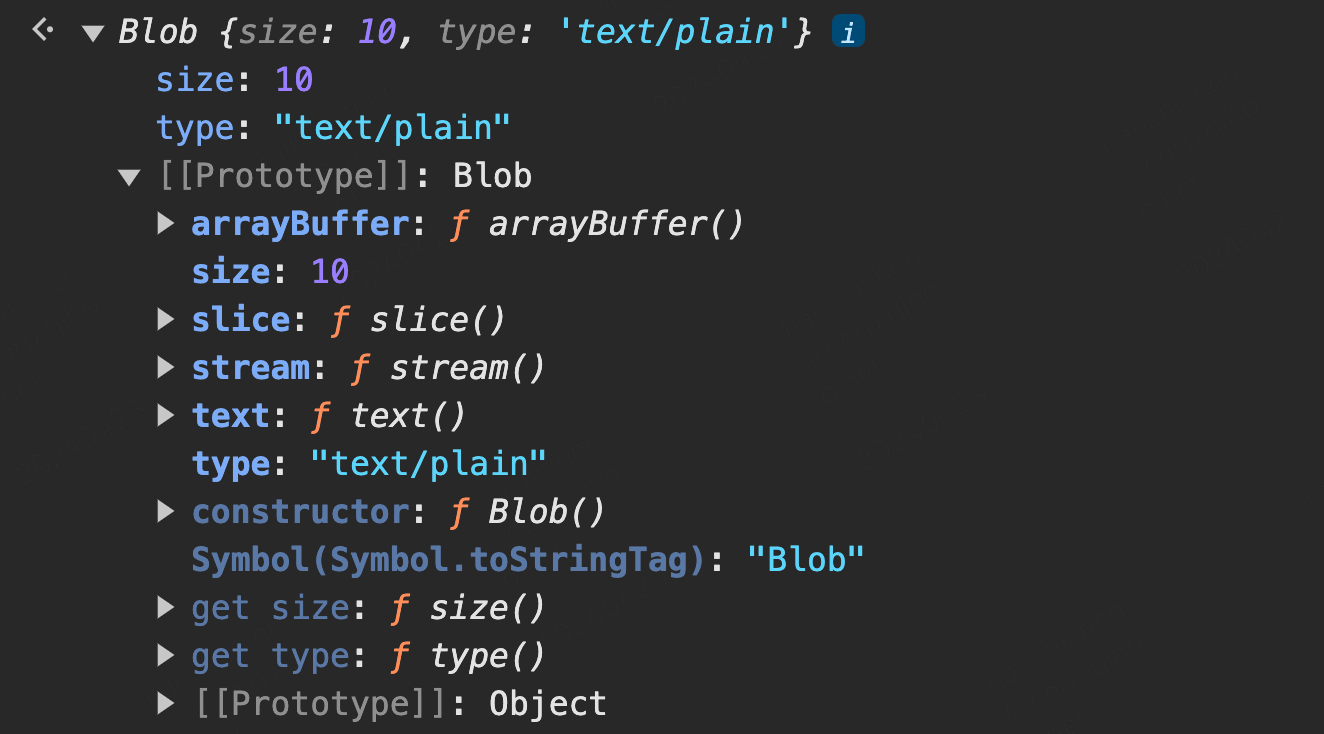 Blob {size: 10, type: 'text/plain'} i
size: 10
type: "text/plain"
[[Prototype]]: Blob
arrayBuffer: ƒ arrayBuffer()
size: 10
slice: ƒ slice()
stream: ƒ stream()
text: ƒ text()
type: "text/plain"
constructor: ƒ Blob()
Symbol(Symbol.toStringTag): "Blob"
get size: ƒ size()
get type: ƒ type()
[[Prototype]]: Object